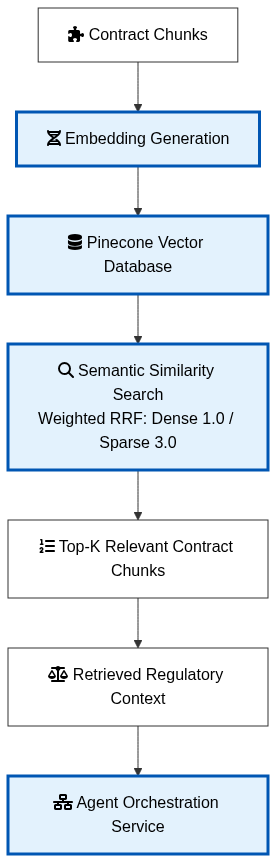 Contract Chunks
Embedding Generation
Pinecone Vector
Database
Semantic Similarity
Search
Weighted RRF: Dense 1.0 /
Sparse 3.0
Top-K Relevant Contract
Chunks
Retrieved Regulatory
Context
Agent Orchestration
Service